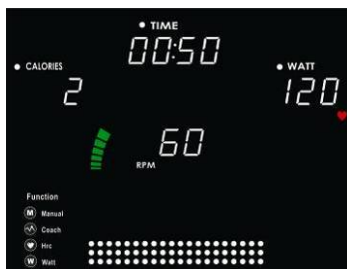 TIME
00:50
CALORIES
2
WATT
120
60
RPM
Function
M Manual
Coach
Hrc
W Watt